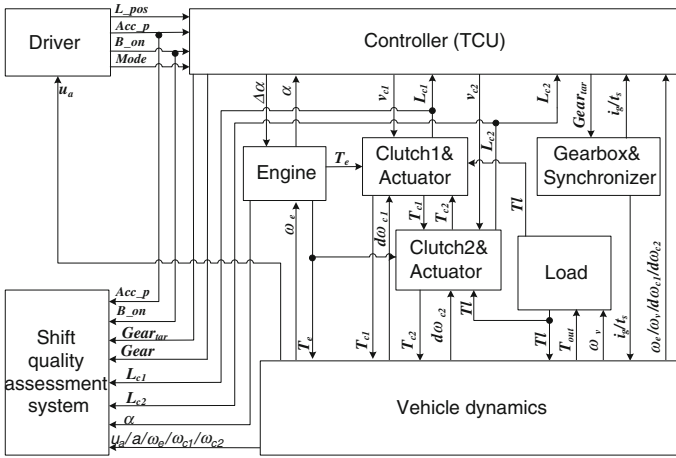 L_pos
Acc_p
B_on
Mode
Driver
u_a
Controller (TCU)
Δα
α
v_c1
L_c1
v_c2
L_c2
L_c2
Gear_tar
i_g/t_s
Engine
T_e
Clutch1&
Actuator
Gearbox&
Synchronizer
ω_e
T_c1
T_c2
dω_c1
Tl
Clutch2&
Actuator
Load
ω_e/ω_v/dω_c1/dω_c2
Acc_p
B_on
Gear_tar
Gear
L_c1
L_c2
α
u_a/a/ω_e/ω_c1/ω_c2
Shift
quality
assessment
system
T_e
T_c1
T_c2
dω_c2
Tl
Tl
T_out
ω_v
i_g/t_s
Vehicle dynamics